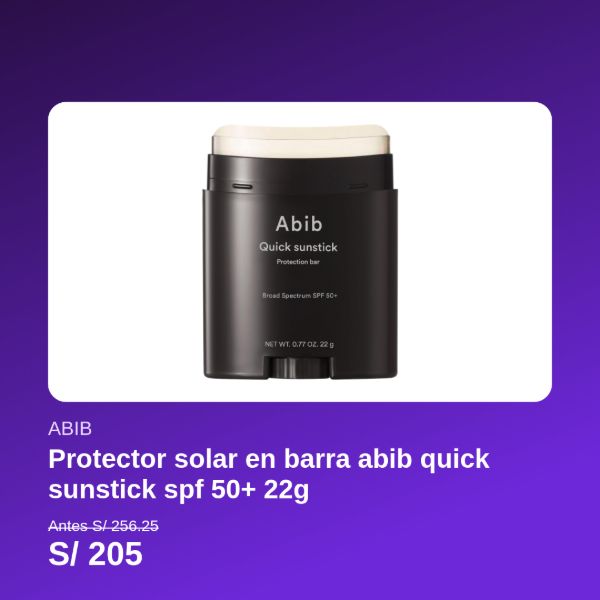 Abib
Quick sunstick
Protection bar
Broad Spectrum SPF 50+
NET WT. 0.77 OZ. 22 g
ABIB
Protector solar en barra abib quick
sunstick spf 50+ 22g
Antes S/ 256.25
S/ 205